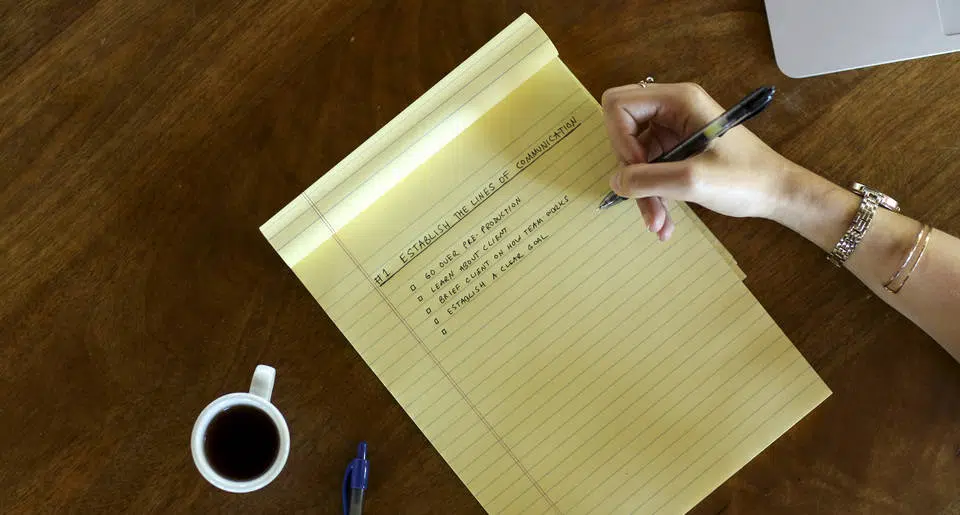 #1 ESTABLISH THE LINES OF COMMUNICATION
GO OVER PRE-PRODUCTION
LEARN ABOUT CLIENT
BRIEF CLIENT ON HOW TEAM WORKS
ESTABLISH A CLEAR GOAL